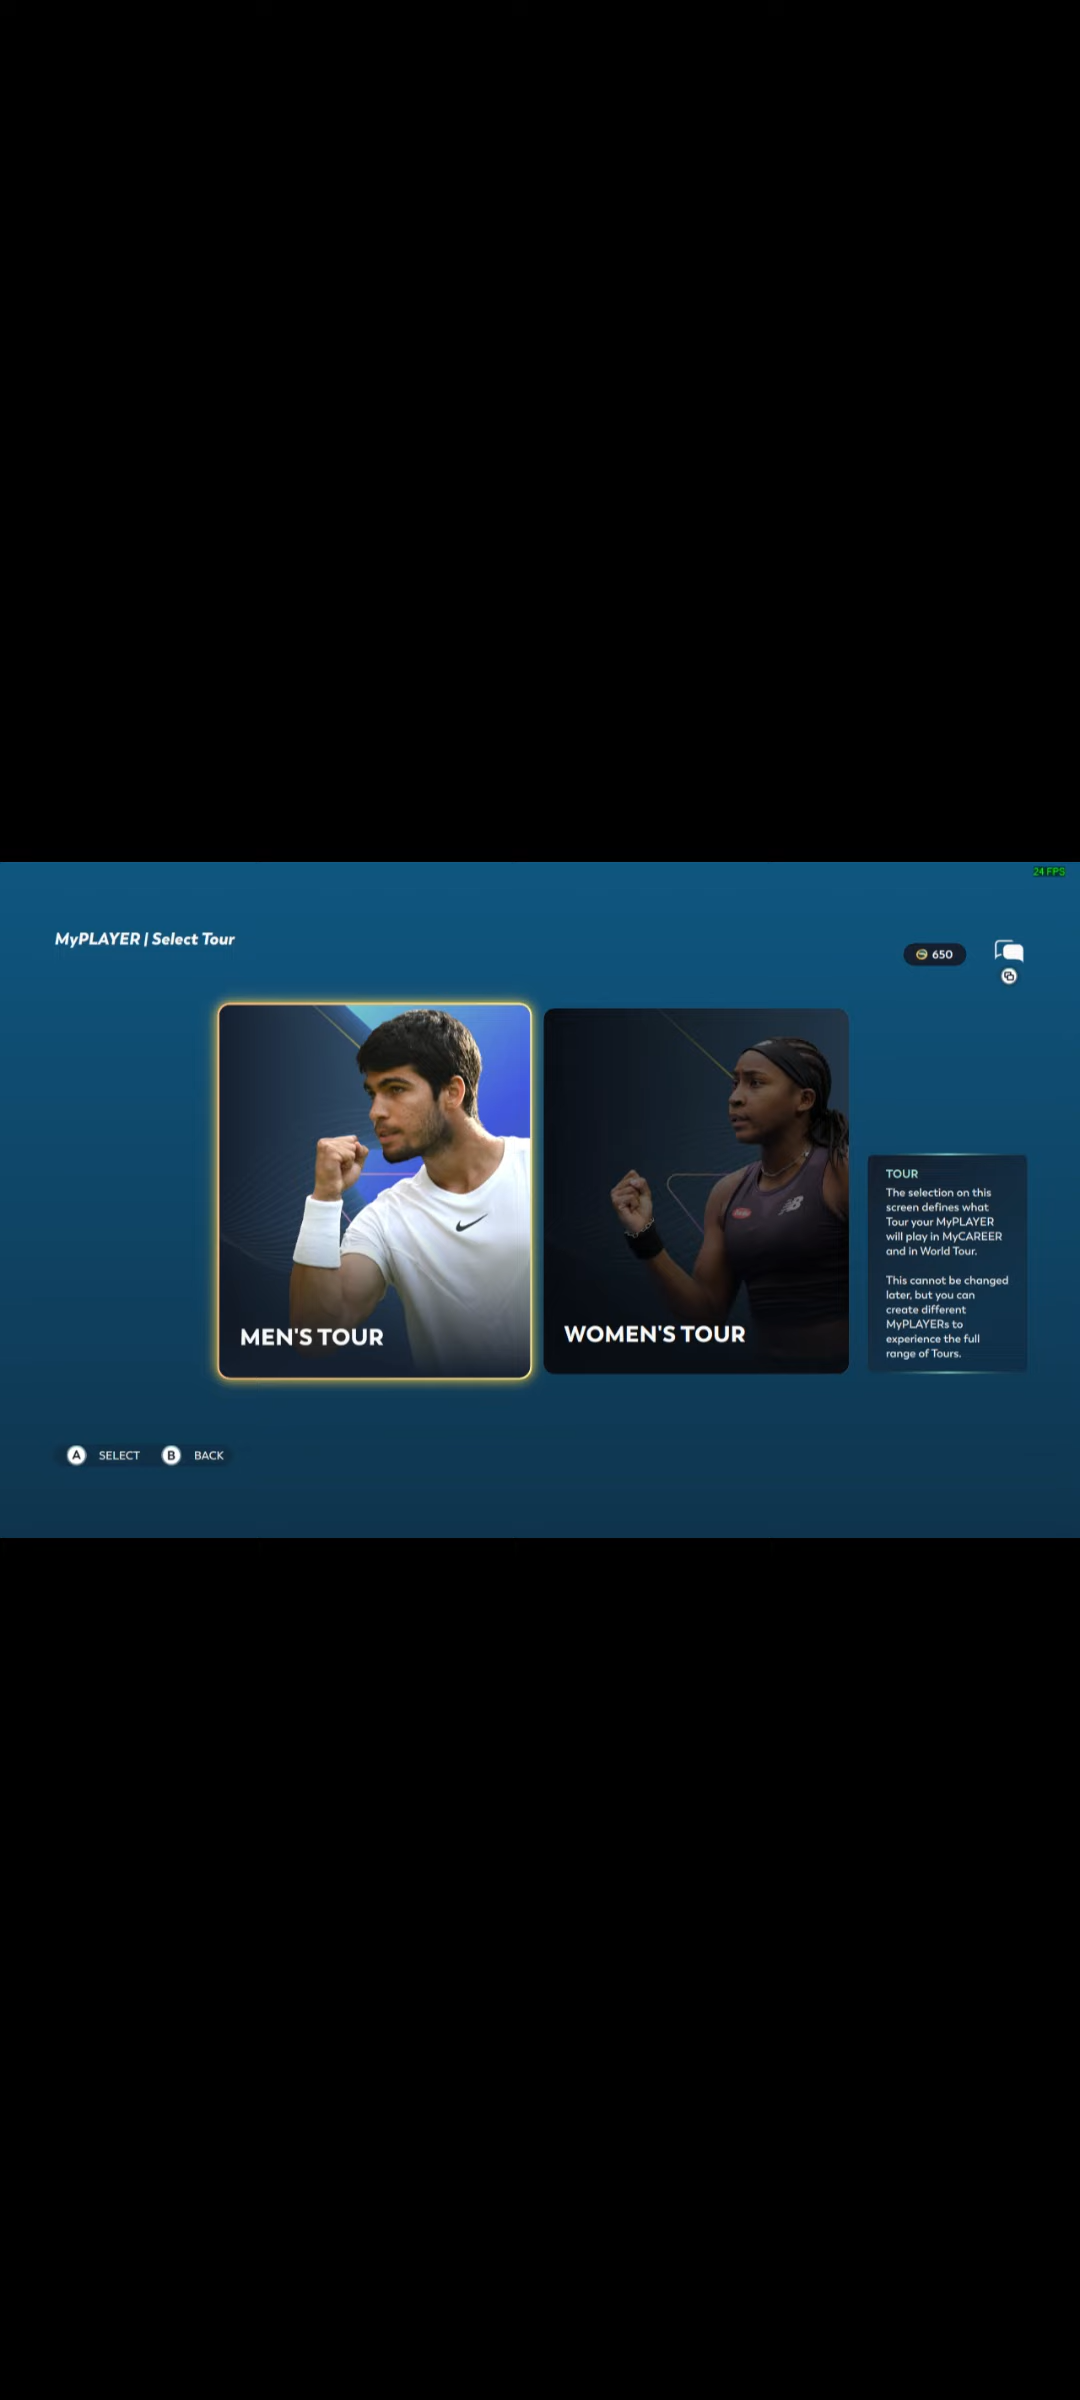 24 FPS
MyPLAYER | Select Tour
650
MEN'S TOUR
WOMEN'S TOUR
TOUR
The selection on this
screen defines what
Tour your MyPLAYER
will play in MyCAREER
and in World Tour.
This cannot be changed
later, but you can
create different
MyPLAYERs to
experience the full
range of Tours.
A SELECT B BACK